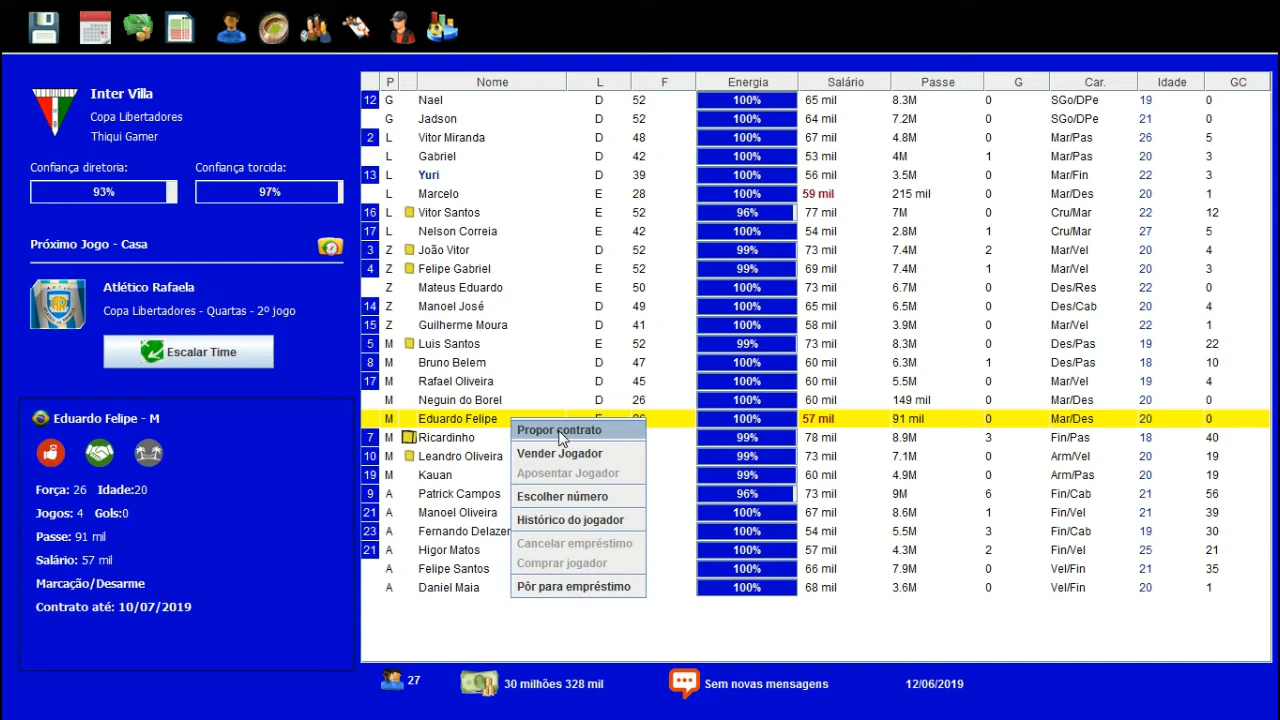 Inter Villa
Copa Libertadores
Thiqui Gamer
Confiança diretoria: Confiança torcida:
93% 97%
Próximo Jogo - Casa
Atlético Rafaela
Copa Libertadores - Quartas - 2º jogo
Escalar Time
Eduardo Felipe - M
Força: 26 Idade:20
Jogos: 4 Gols:0
Passe: 91 mil
Salário: 57 mil
Marcação/Desarme
Contrato até: 10/07/2019
P Nome L F Energia Salário Passe G Car. Idade GC
12 G Nael D 52 100% 65 mil 8.3M 0 SGo/DPe 19 0
G Jadson D 52 100% 64 mil 7.2M 0 SGo/DPe 21 0
2 L Vitor Miranda D 48 100% 67 mil 4.8M 0 Mar/Pas 26 5
L Gabriel D 42 100% 53 mil 4M 1 Mar/Pas 20 3
13 L Yuri D 39 100% 56 mil 3.5M 0 Mar/Fin 22 3
L Marcelo E 28 100% 59 mil 215 mil 0 Mar/Des 20 1
16 L Vitor Santos E 52 96% 77 mil 7M 0 Cru/Mar 22 12
17 L Nelson Correia E 42 100% 54 mil 2.8M 1 Cru/Mar 27 5
3 Z João Vitor D 52 99% 73 mil 7.4M 2 Mar/Vel 20 4
4 Z Felipe Gabriel E 52 99% 69 mil 7.4M 1 Mar/Vel 20 3
Z Mateus Eduardo E 50 100% 73 mil 6.7M 0 Des/Res 22 0
14 Z Manoel José D 49 100% 65 mil 6.5M 0 Des/Cab 20 4
15 Z Guilherme Moura D 41 100% 58 mil 3.9M 0 Mar/Vel 22 1
5 M Luis Santos E 52 99% 73 mil 8.3M 0 Des/Pas 19 22
8 M Bruno Belem D 47 100% 60 mil 6.3M 1 Des/Pas 18 10
17 M Rafael Oliveira D 45 100% 60 mil 5.5M 0 Mar/Vel 19 4
M Neguin do Borel D 26 100% 60 mil 149 mil 0 Mar/Vel 20 0
M Eduardo Felipe 100% 57 mil 91 mil 0 Mar/Des 20 0
7 M Ricardinho 99% 78 mil 8.9M 3 Fin/Pas 18 40
10 M Leandro Oliveira 99% 73 mil 7.1M 0 Arm/Vel 20 19
19 M Kauan 100% 60 mil 4.9M 0 Arm/Pas 20 19
9 A Patrick Campos 96% 73 mil 9M 6 Fin/Cab 21 56
21 A Manoel Oliveira 100% 67 mil 8.6M 1 Fin/Vel 21 39
23 A Fernando Delazer 100% 54 mil 5.5M 3 Fin/Cab 19 30
21 A Higor Matos 100% 57 mil 4.3M 2 Fin/Vel 25 21
A Felipe Santos 100% 66 mil 7.9M 0 Vel/Fin 21 35
A Daniel Maia 100% 68 mil 3.6M 0 Vel/Fin 20 1
Propor contrato
Vender Jogador
Aposentar Jogador
Escolher número
Histórico do jogador
Cancelar empréstimo
Comprar jogador
Pôr para empréstimo
27 30 milhões 328 mil Sem novas mensagens 12/06/2019